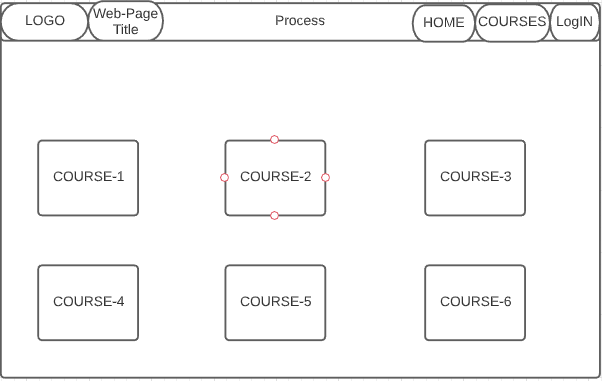 LOGO
Web-Page
Title
Process
HOME
COURSES
LogIN
COURSE-1
COURSE-2
COURSE-3
COURSE-4
COURSE-5
COURSE-6